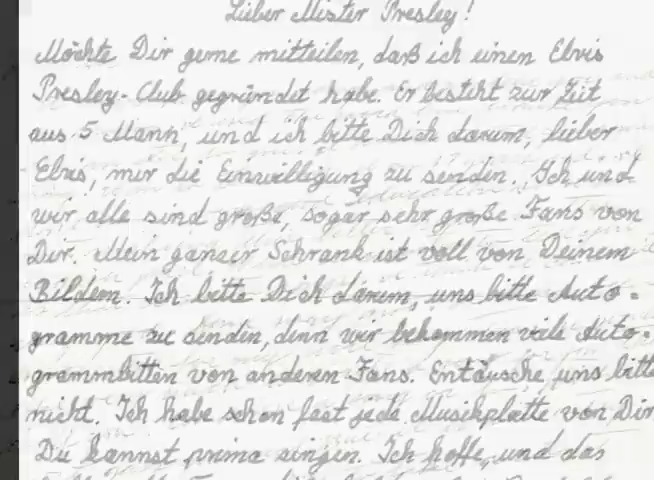 Lieber Mister Presley!
Möchte Dir gerne mitteilen, daß ich einen Elvis
Presley-Club gegründet habe. Er besteht zur Zeit
aus 5 Mann, und ich bitte Dich darum, lieber
Elvis, mir die Einwilligung zu senden. Ich und
wir alle sind große, sogar sehr große Fans von
Dir. Mein ganzer Schrank ist voll von Deinem
Bildern. Ich bitte Dich darum, uns bitte Auto-
gramme zu senden, denn wir bekommen viele Auto-
grammbitten von anderen Fans. Entäusche uns bitte
nicht. Ich habe schon fast jede Musikplatte von Dir
Du kannst prima singen. Ich hoffe, und das